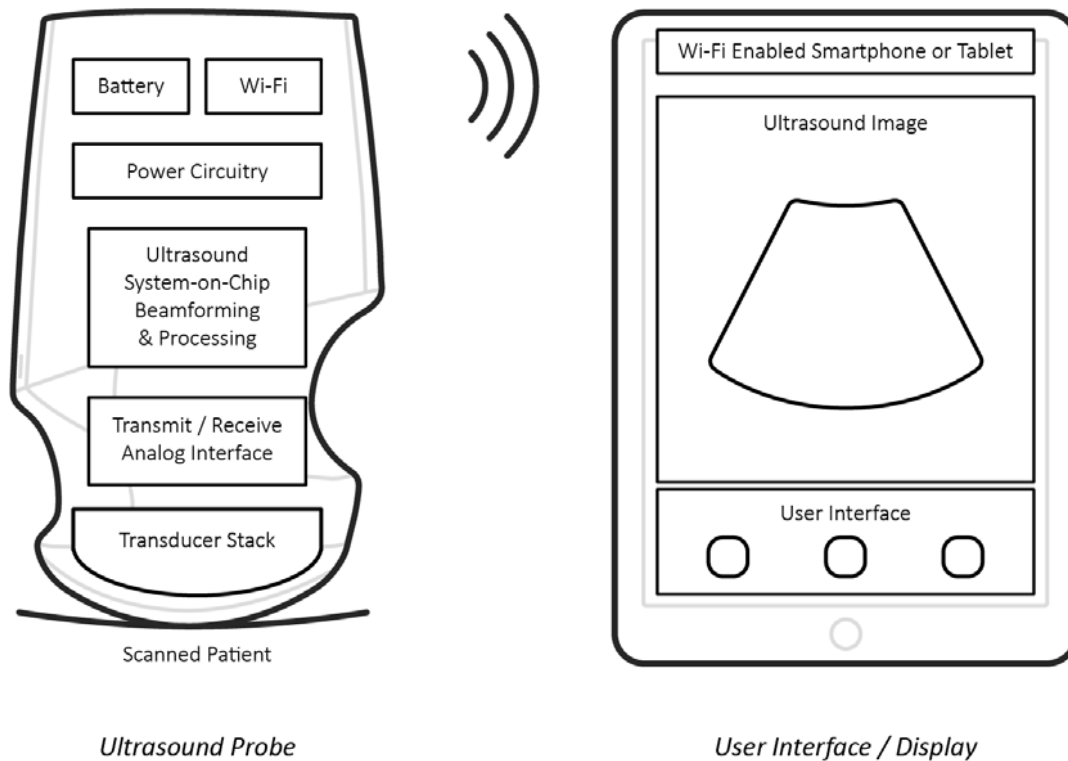 Battery
Wi-Fi
Power Circuitry
Ultrasound
System-on-Chip
Beamforming
& Processing
Transmit / Receive
Analog Interface
Transducer Stack
Scanned Patient
Ultrasound Probe
Wi-Fi Enabled Smartphone or Tablet
Ultrasound Image
User Interface
User Interface / Display